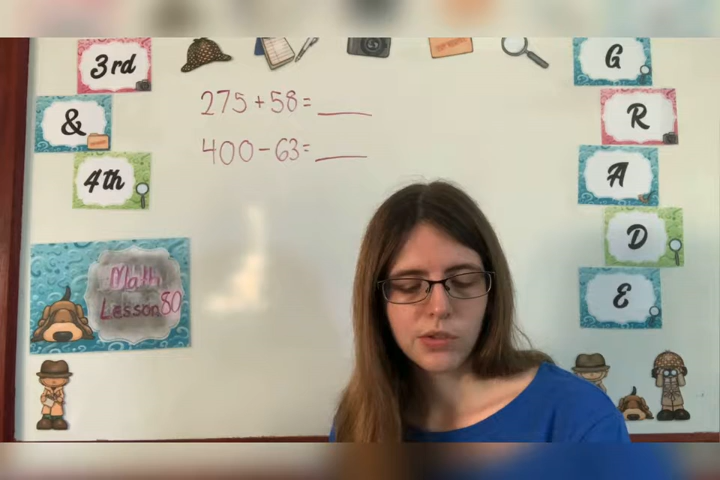 3rd
&
4th
275+58=___
400-63=___
Math
Lesson 80
G
R
A
D
E